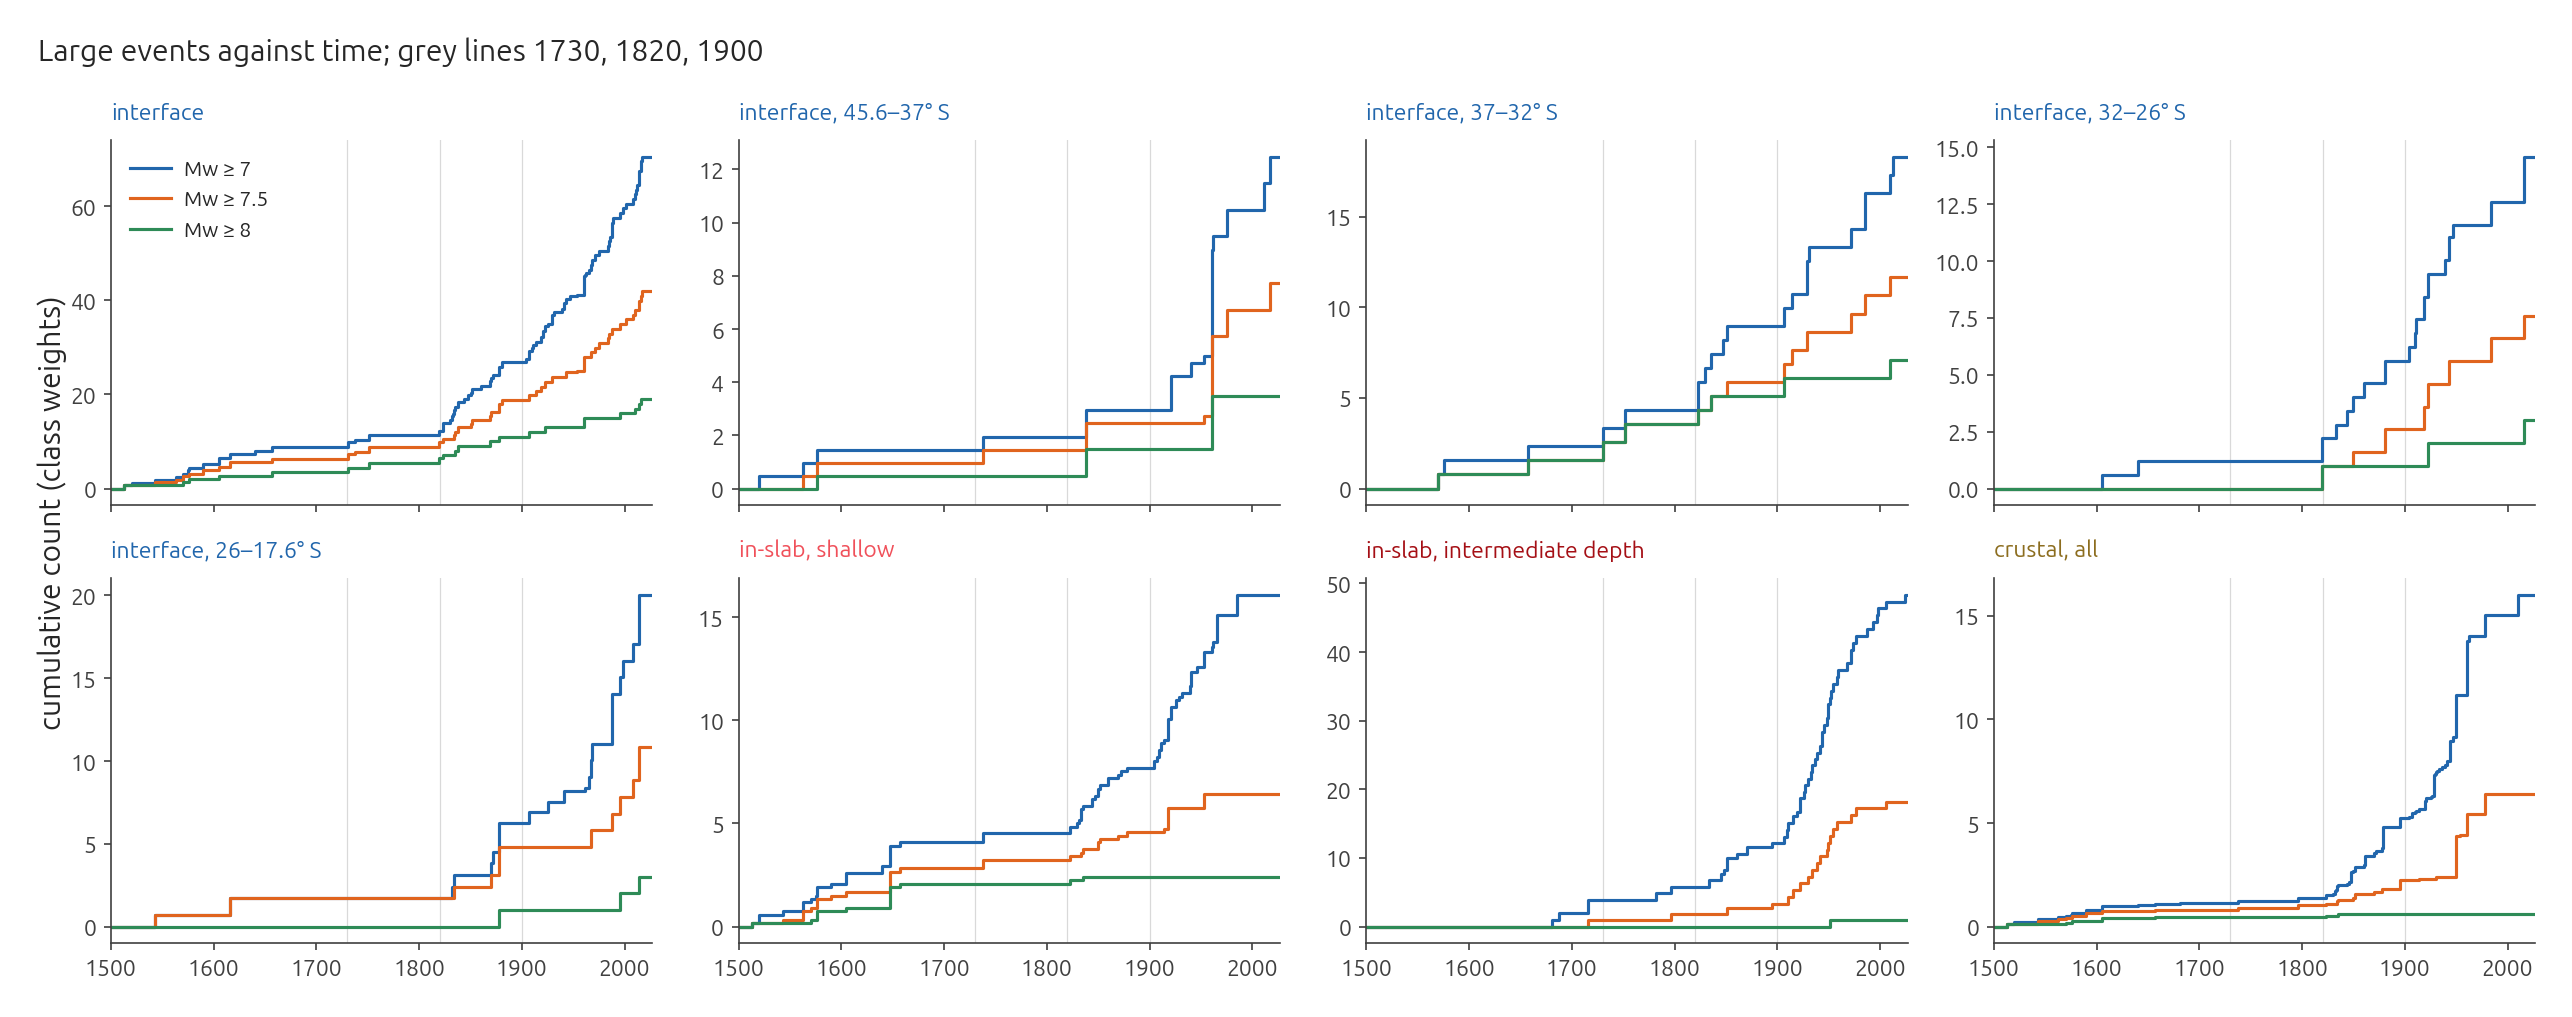 Large events against time; grey lines 1730, 1820, 1900
cumulative count (class weights)
interface
Mw ≥ 7
Mw ≥ 7.5
Mw ≥ 8
0
20
40
60
interface, 45.6–37° S
0
2
4
6
8
10
12
interface, 37–32° S
0
5
10
15
interface, 32–26° S
0.0
2.5
5.0
7.5
10.0
12.5
15.0
interface, 26–17.6° S
0
5
10
15
20
1500 1600 1700 1800 1900 2000
in-slab, shallow
0
5
10
15
1500 1600 1700 1800 1900 2000
in-slab, intermediate depth
0
10
20
30
40
50
1500 1600 1700 1800 1900 2000
crustal, all
0
5
10
15
1500 1600 1700 1800 1900 2000